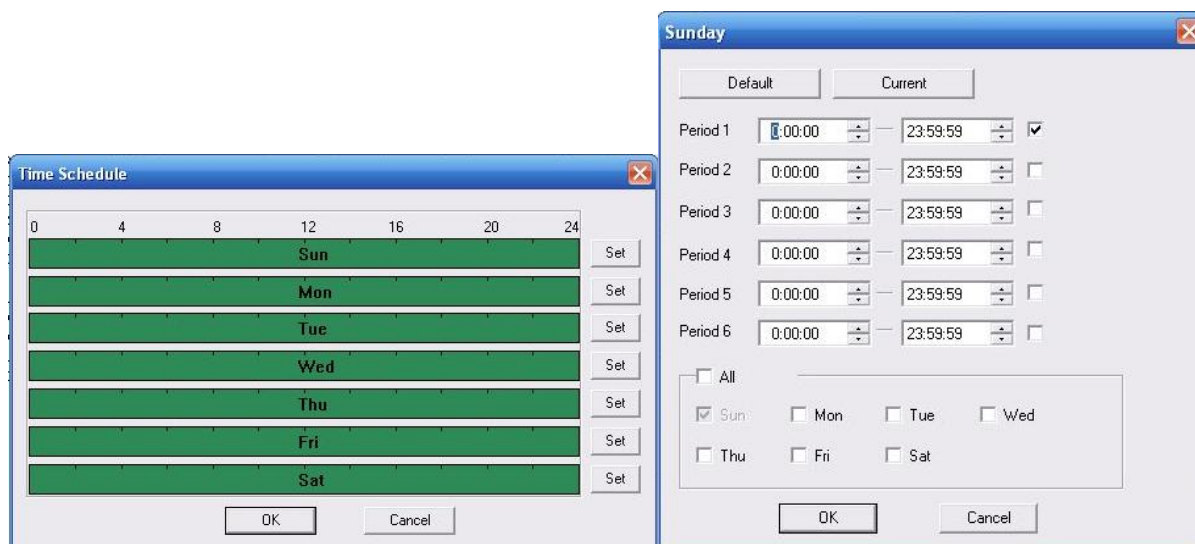 Time Schedule
0 4 8 12 16 20 24
Sun Set
Mon Set
Tue Set
Wed Set
Thu Set
Fri Set
Sat Set
OK Cancel
Sunday
Default Current
Period 1 0:00:00 — 23:59:59
Period 2 0:00:00 — 23:59:59
Period 3 0:00:00 — 23:59:59
Period 4 0:00:00 — 23:59:59
Period 5 0:00:00 — 23:59:59
Period 6 0:00:00 — 23:59:59
All
Sun Mon Tue Wed
Thu Fri Sat
OK Cancel